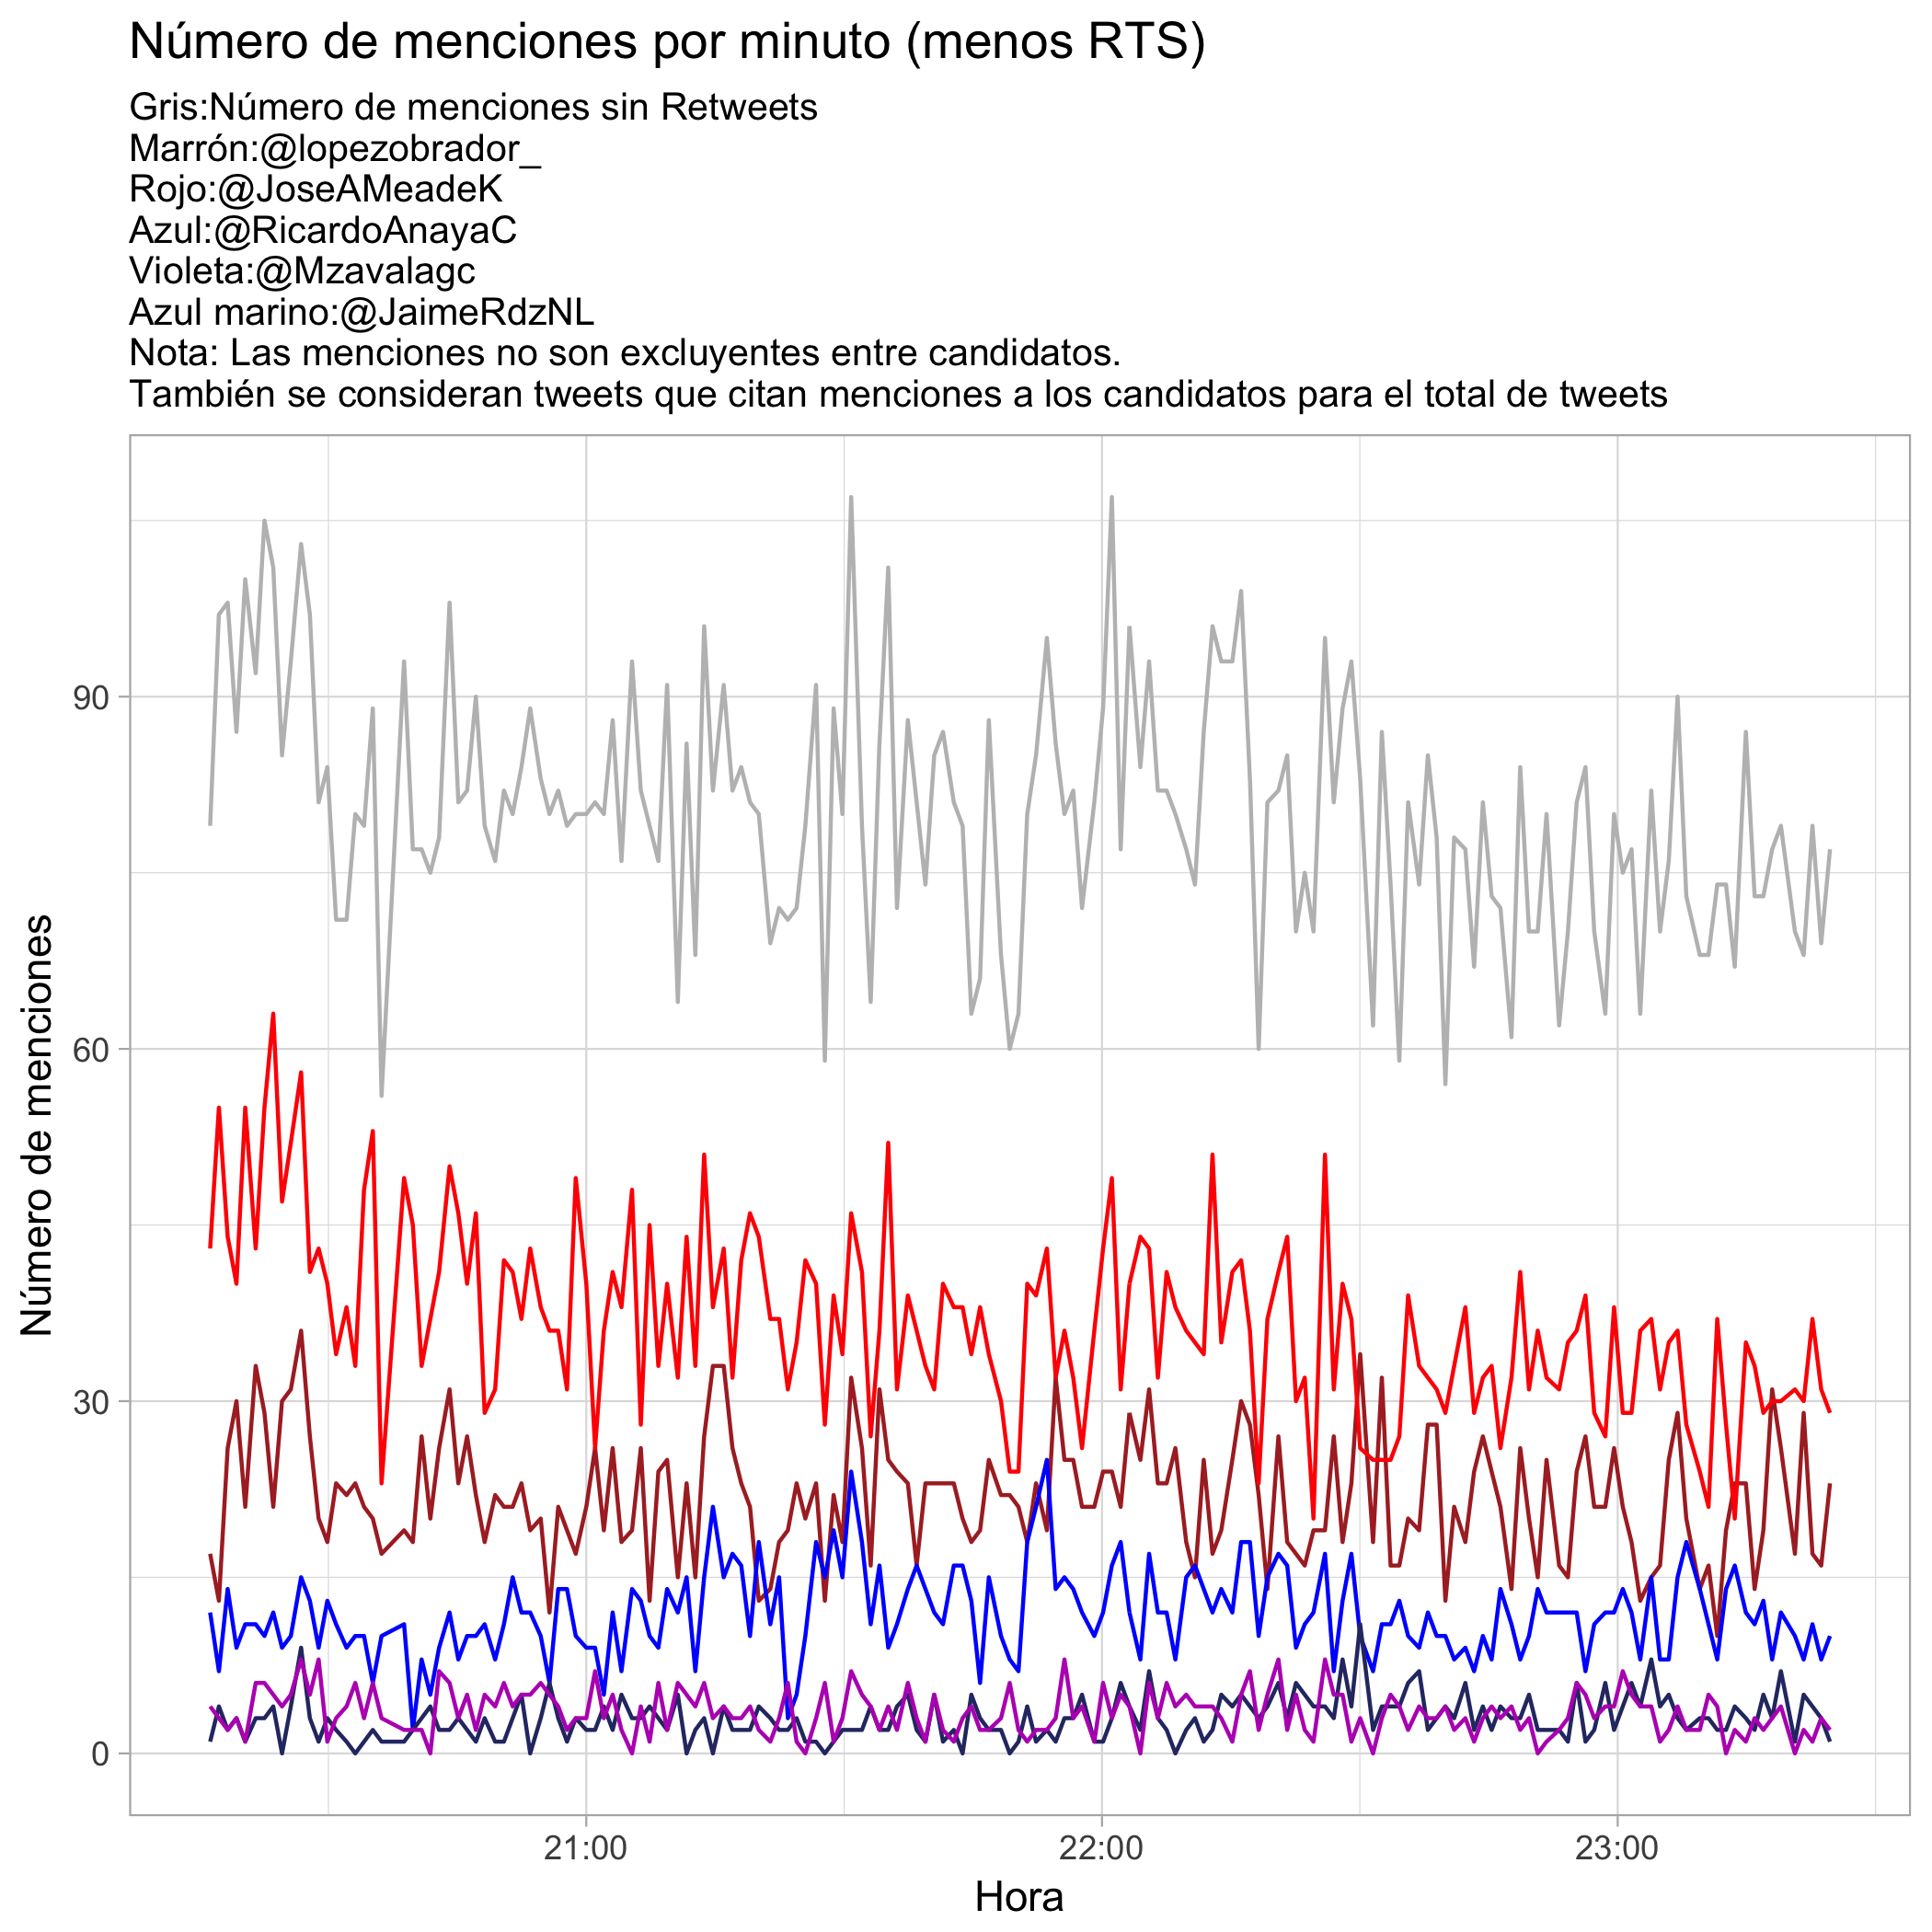 Número de menciones por minuto (menos RTS)
Gris:Número de menciones sin Retweets
Marrón:@lopezobrador_
Rojo:@JoseAMeadeK
Azul:@RicardoAnayaC
Violeta:@Mzavalagc
Azul marino:@JaimeRdzNL
Nota: Las menciones no son excluyentes entre candidatos.
También se consideran tweets que citan menciones a los candidatos para el total de tweets
Número de menciones
90
60
30
0
21:00
22:00
23:00
Hora